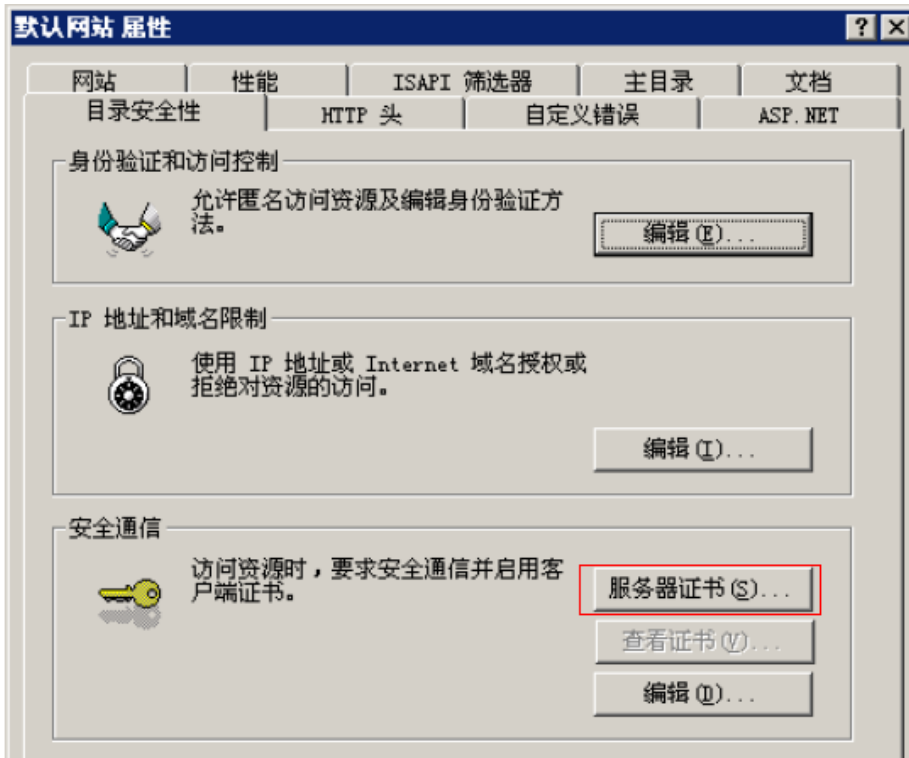 默认网站 属性
网站 性能 ISAPI 筛选器 主目录 文档
目录安全性 HTTP 头 自定义错误 ASP.NET
身份验证和访问控制
允许匿名访问资源及编辑身份验证方
法。
编辑(E)...
IP 地址和域名限制
使用 IP 地址或 Internet 域名授权或
拒绝对资源的访问。
编辑(I)...
安全通信
访问资源时，要求安全通信并启用客
户端证书。
服务器证书(S)...
查看证书(V)...
编辑(D)...